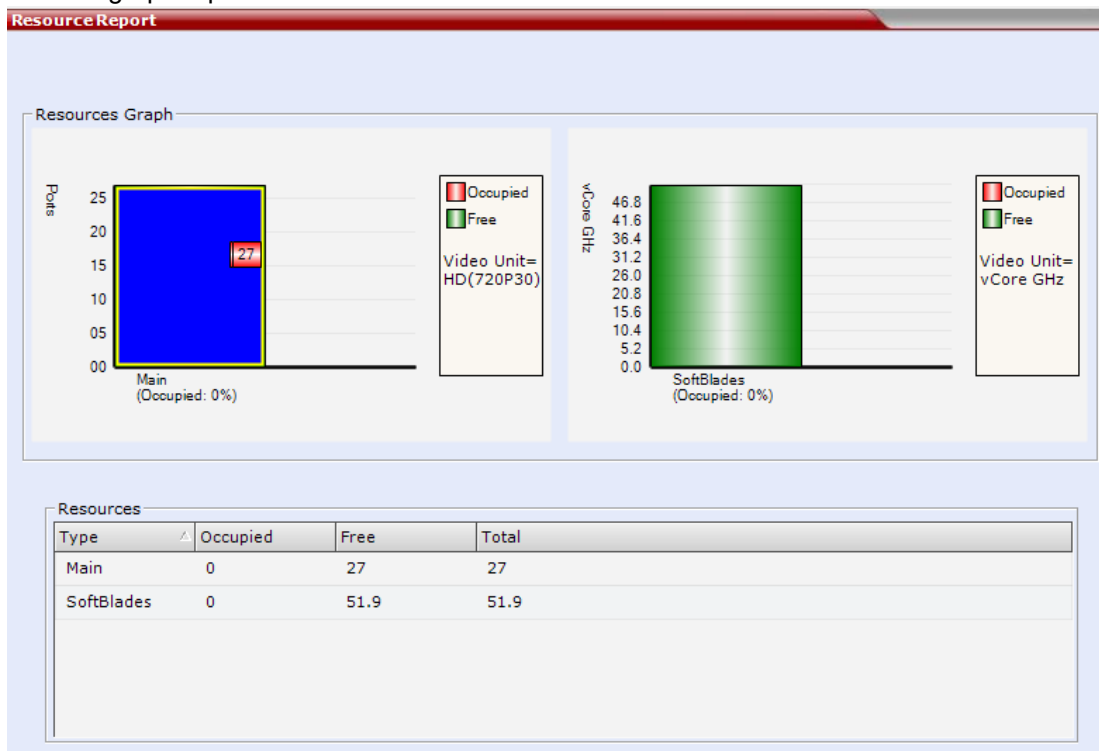 Resource Report
Resources Graph
Ports
25
20
15
10
05
00
27
Main
(Occupied: 0%)
Occupied
Free
Video Unit=
HD(720P30)
vCore GHz
46.8
41.6
36.4
31.2
26.0
20.8
15.6
10.4
5.2
0.0
SoftBlades
(Occupied: 0%)
Occupied
Free
Video Unit=
vCore GHz
Resources
Type Occupied Free Total
Main 0 27 27
SoftBlades 0 51.9 51.9